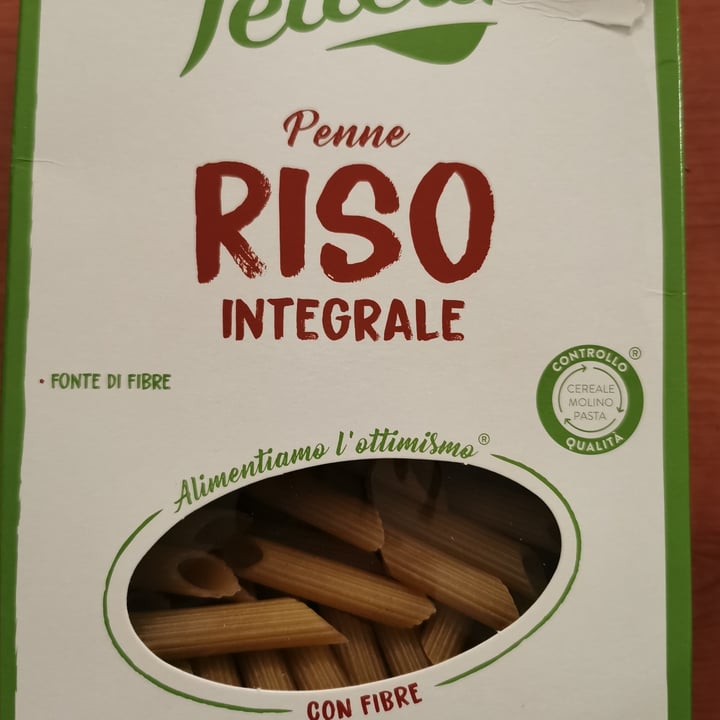 Penne
RISO
INTEGRALE
• FONTE DI FIBRE
CONTROLLO
®
CEREALE
MOLINO
PASTA
QUALITÀ
Alimentiamo l'ottimismo®
CON FIBRE